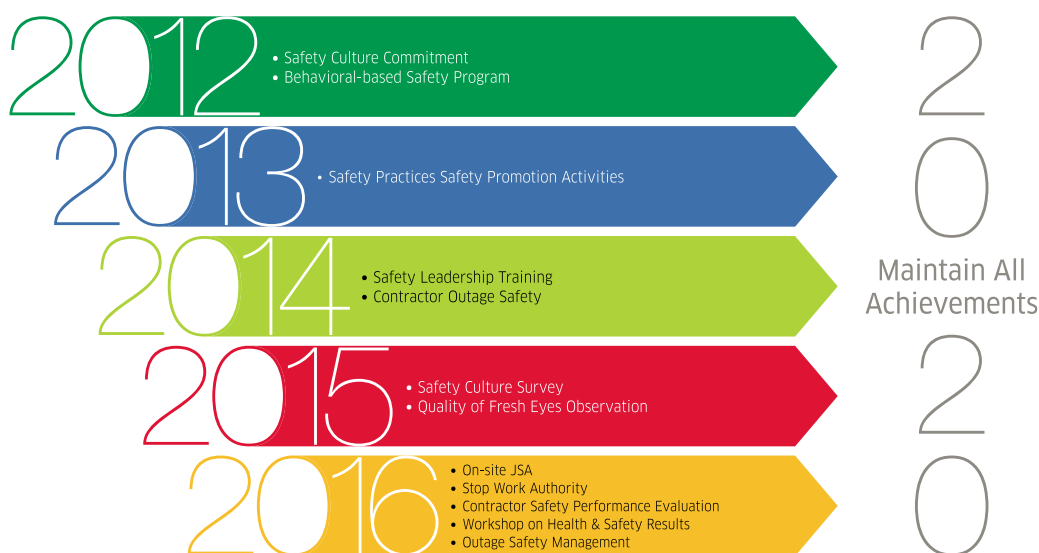 2012
• Safety Culture Commitment
• Behavioral-based Safety Program
2013
• Safety Practices Safety Promotion Activities
2014
• Safety Leadership Training
• Contractor Outage Safety
2015
• Safety Culture Survey
• Quality of Fresh Eyes Observation
2016
• On-site JSA
• Stop Work Authority
• Contractor Safety Performance Evaluation
• Workshop on Health & Safety Results
• Outage Safety Management
2
0
Maintain All
Achievements
2
0